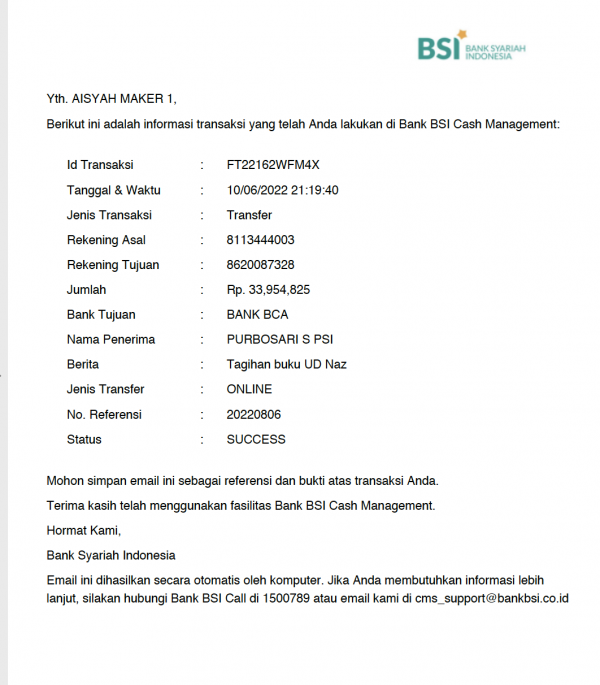 BSI BANK SYARIAH
INDONESIA
Yth. AISYAH MAKER 1,
Berikut ini adalah informasi transaksi yang telah Anda lakukan di Bank BSI Cash Management:
Id Transaksi : FT22162WFM4X
Tanggal & Waktu : 10/06/2022 21:19:40
Jenis Transaksi : Transfer
Rekening Asal : 8113444003
Rekening Tujuan : 8620087328
Jumlah : Rp. 33,954,825
Bank Tujuan : BANK BCA
Nama Penerima : PURBOSARI S PSI
Berita : Tagihan buku UD Naz
Jenis Transfer : ONLINE
No. Referensi : 20220806
Status : SUCCESS
Mohon simpan email ini sebagai referensi dan bukti atas transaksi Anda.
Terima kasih telah menggunakan fasilitas Bank BSI Cash Management.
Hormat Kami,
Bank Syariah Indonesia
Email ini dihasilkan secara otomatis oleh komputer. Jika Anda membutuhkan informasi lebih
lanjut, silakan hubungi Bank BSI Call di 1500789 atau email kami di cms_support@bankbsi.co.id